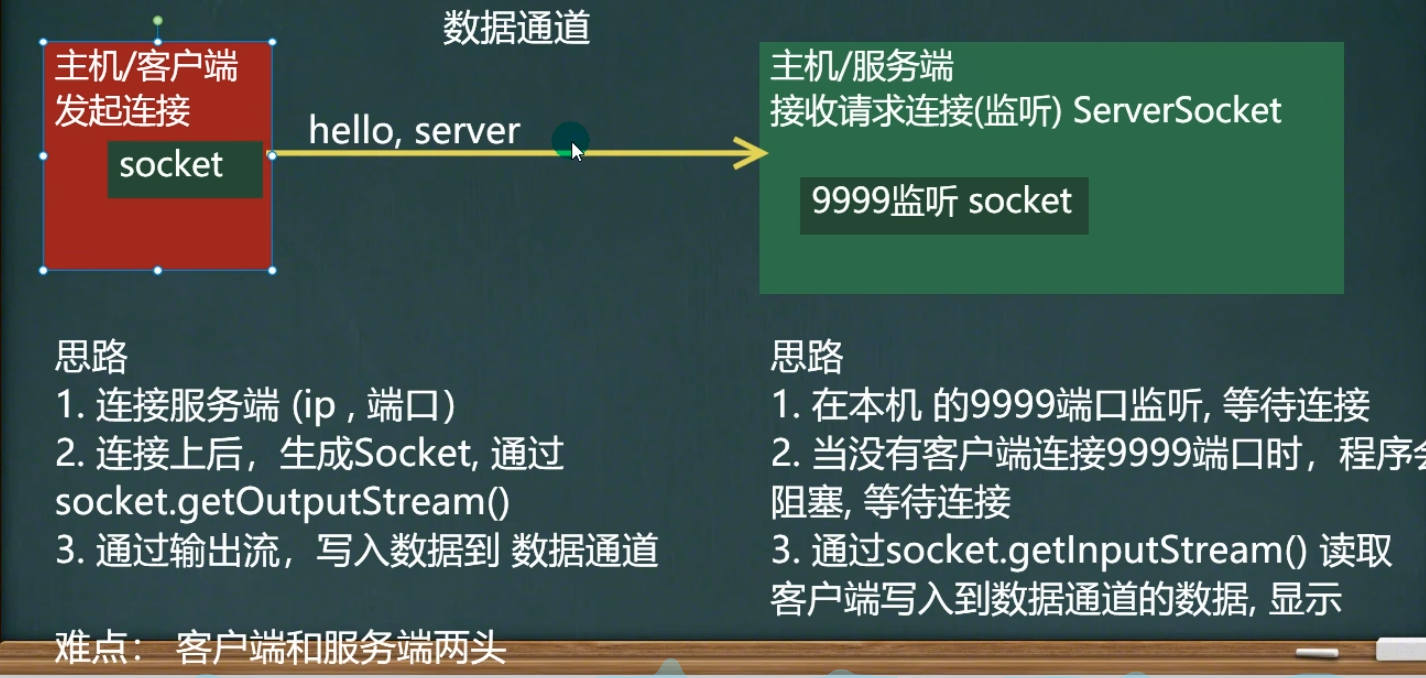 数据通道
主机/客户端
发起连接
socket
hello, server
主机/服务端
接收请求连接(监听) ServerSocket
9999监听 socket
思路
1. 连接服务端 (ip , 端口）
2. 连接上后，生成Socket, 通过
socket.getOutputStream()
3. 通过输出流，写入数据到 数据通道
难点： 客户端和服务端两头
思路
1. 在本机 的9999端口监听, 等待连接
2. 当没有客户端连接9999端口时，程序会
阻塞, 等待连接
3. 通过socket.getInputStream() 读取
客户端写入到数据通道的数据, 显示